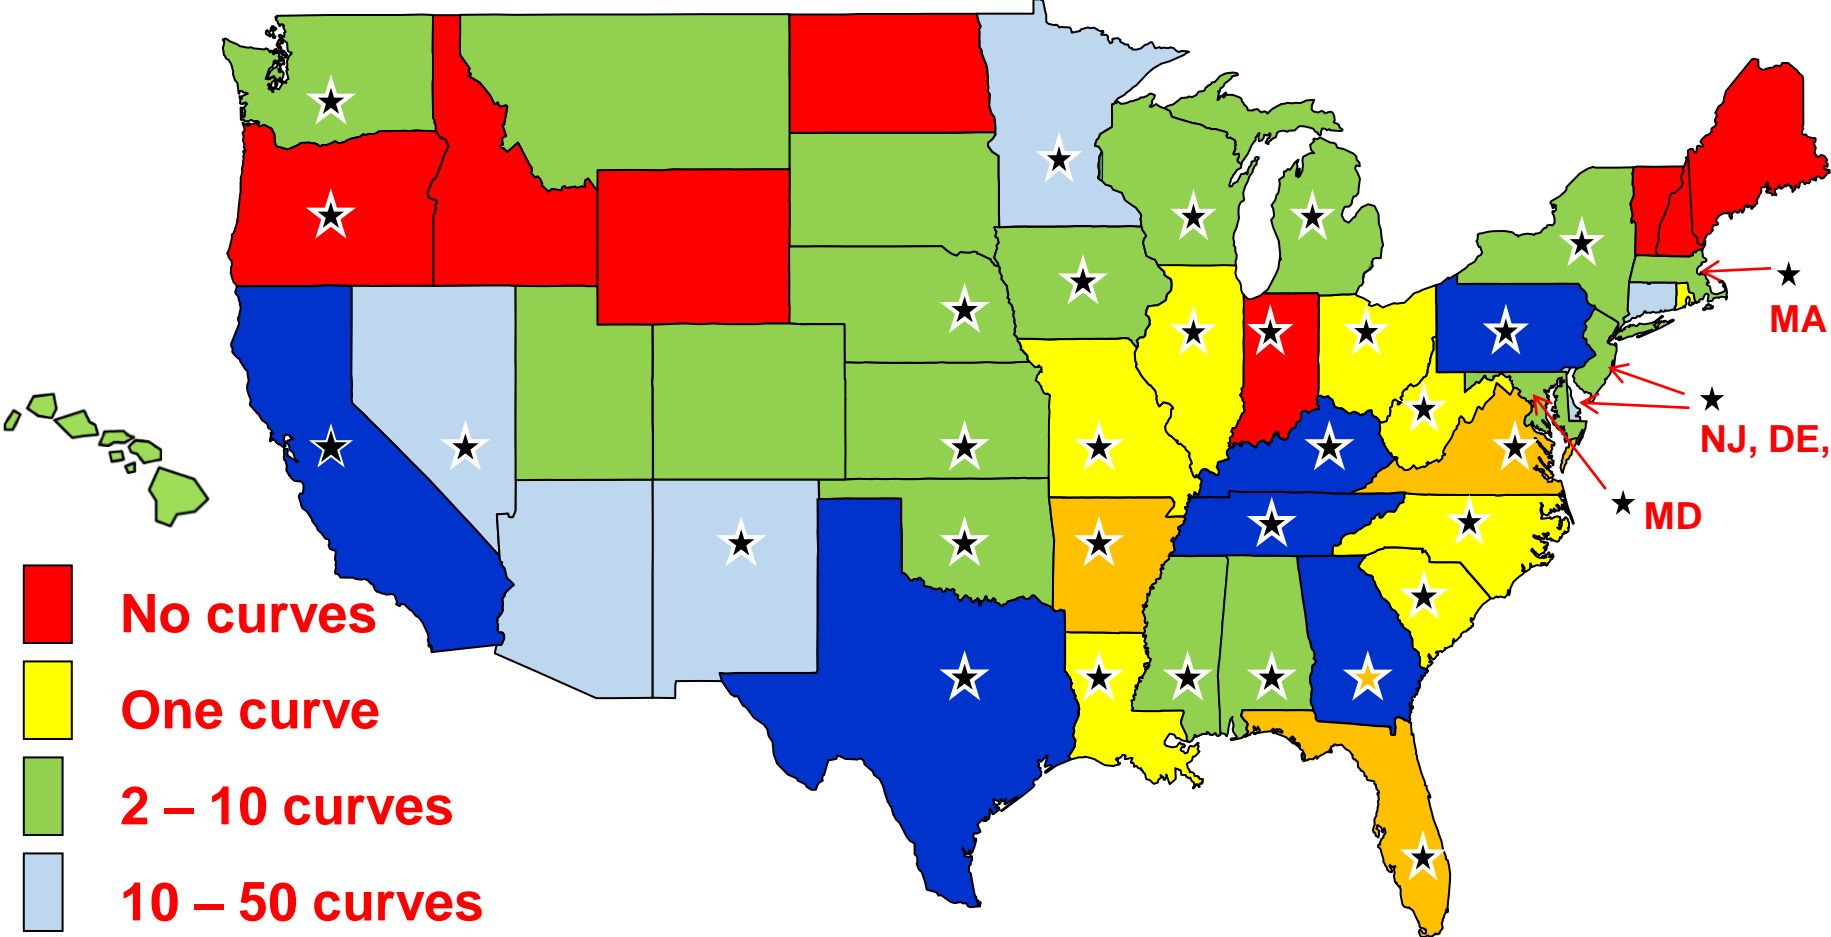 MA
NJ, DE,
MD
No curves
One curve
2 – 10 curves
10 – 50 curves